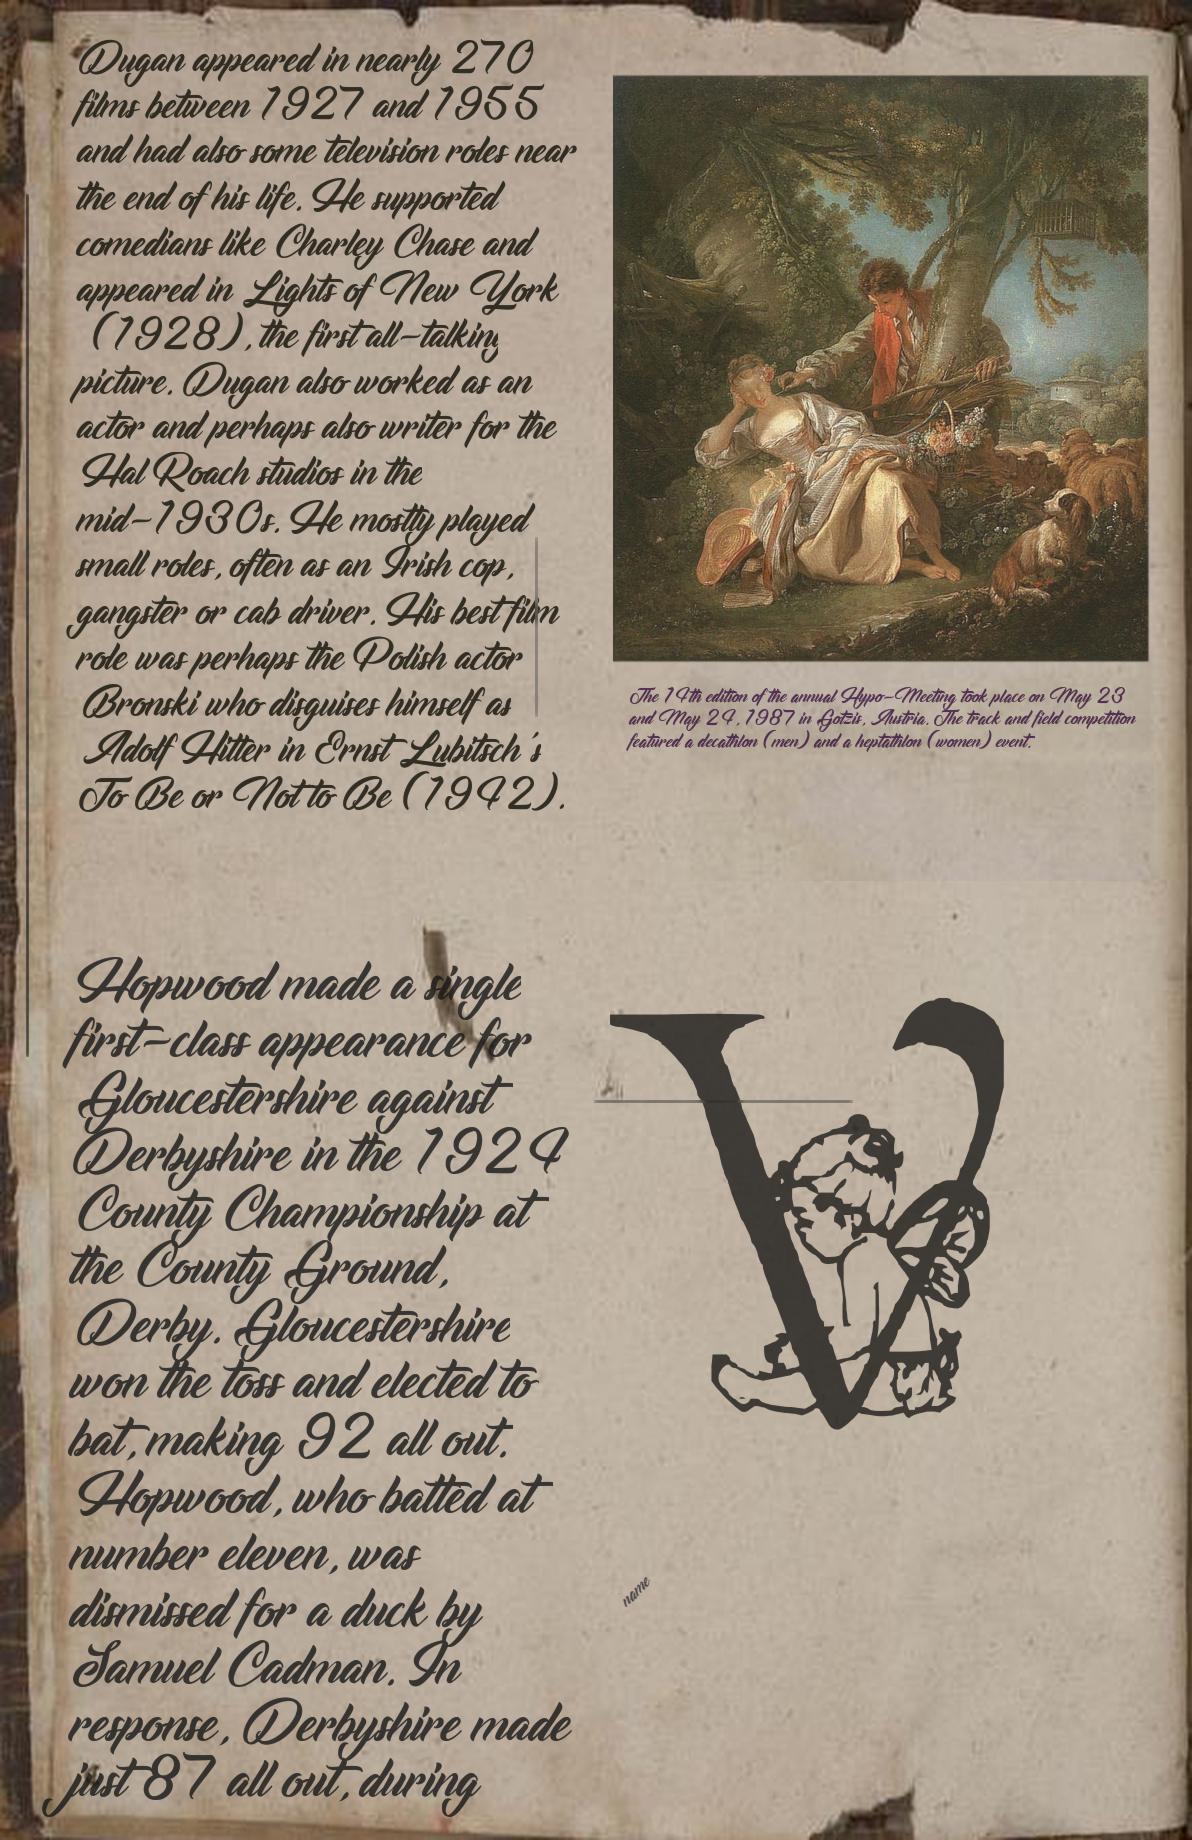 Dugan appeared in nearly 270
films between 1927 and 1955
and had also some television roles near
the end of his life. He supported
comedians like Charley Chase and
appeared in Lights of New York
(1928), the first all-talking
picture. Dugan also worked as an
actor and perhaps also writer for the
Hal Roach studios in the
mid-1930s. He mostly played
small roles, often as an Irish cop,
gangster or cab driver. His best film
role was perhaps the Polish actor
Bronski who disguises himself as
Adolf Hitler in Ernst Lubitsch's
To Be or Not to Be (1942).
The 14th edition of the annual Hypo-Meeting took place on May 23
and May 24, 1987 in Götzis, Austria. The track and field competition
featured a decathlon (men) and a heptathlon (women) event.
Hopwood made a single
first-class appearance for
Gloucestershire against
Derbyshire in the 1924
County Championship at
the County Ground,
Derby. Gloucestershire
won the toss and elected to
bat, making 92 all out.
Hopwood, who batted at
number eleven, was
dismissed for a duck by
Samuel Cadman. In
response, Derbyshire made
just 87 all out, during
V
name